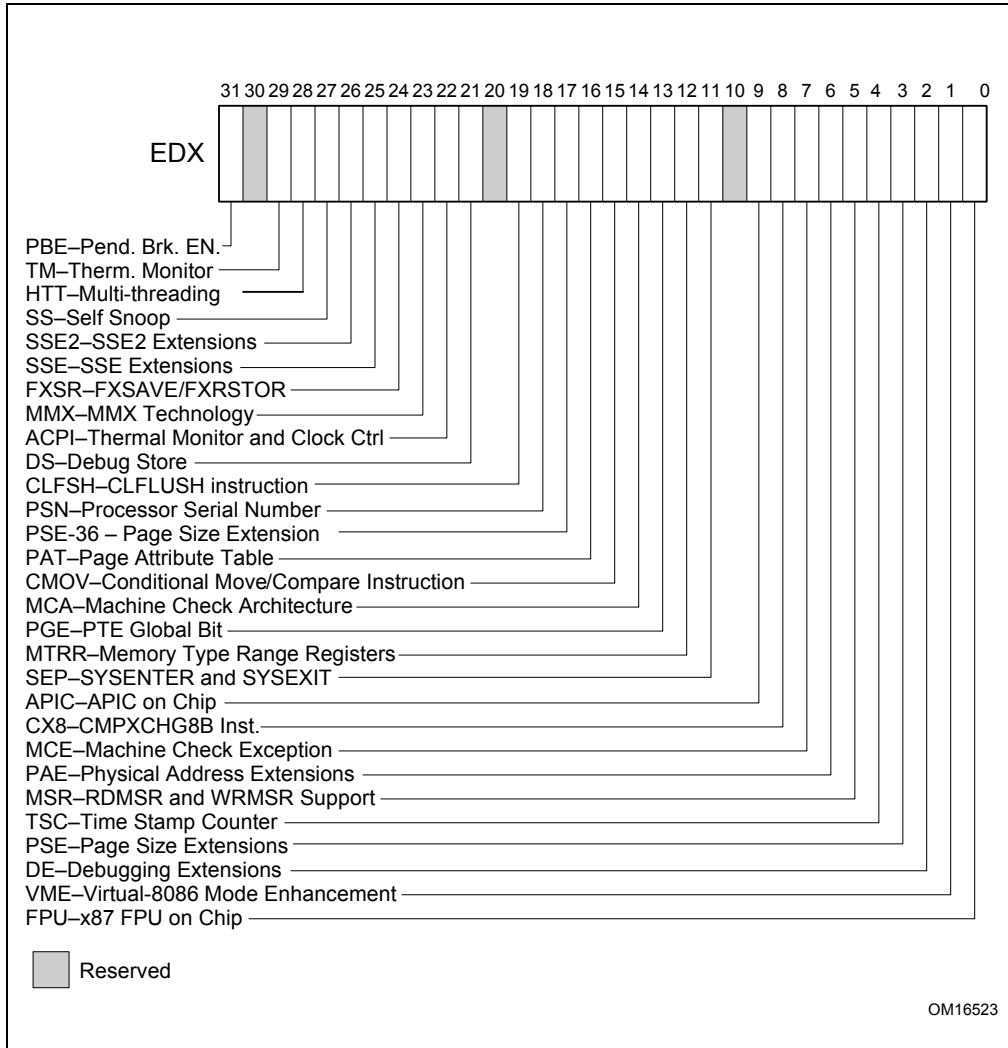 31 30 29 28 27 26 25 24 23 22 21 20 19 18 17 16 15 14 13 12 11 10 9 8 7 6 5 4 3 2 1 0
EDX
PBE–Pend. Brk. EN.
TM–Therm. Monitor
HTT–Multi-threading
SS–Self Snoop
SSE2–SSE2 Extensions
SSE–SSE Extensions
FXSR–FXSAVE/FXRSTOR
MMX–MMX Technology
ACPI–Thermal Monitor and Clock Ctrl
DS–Debug Store
CLFSH–CLFLUSH instruction
PSN–Processor Serial Number
PSE-36 – Page Size Extension
PAT–Page Attribute Table
CMOV–Conditional Move/Compare Instruction
MCA–Machine Check Architecture
PGE–PTE Global Bit
MTRR–Memory Type Range Registers
SEP–SYSENTER and SYSEXIT
APIC–APIC on Chip
CX8–CMPXCHG8B Inst.
MCE–Machine Check Exception
PAE–Physical Address Extensions
MSR–RDMSR and WRMSR Support
TSC–Time Stamp Counter
PSE–Page Size Extensions
DE–Debugging Extensions
VME–Virtual-8086 Mode Enhancement
FPU–x87 FPU on Chip
Reserved
OM16523